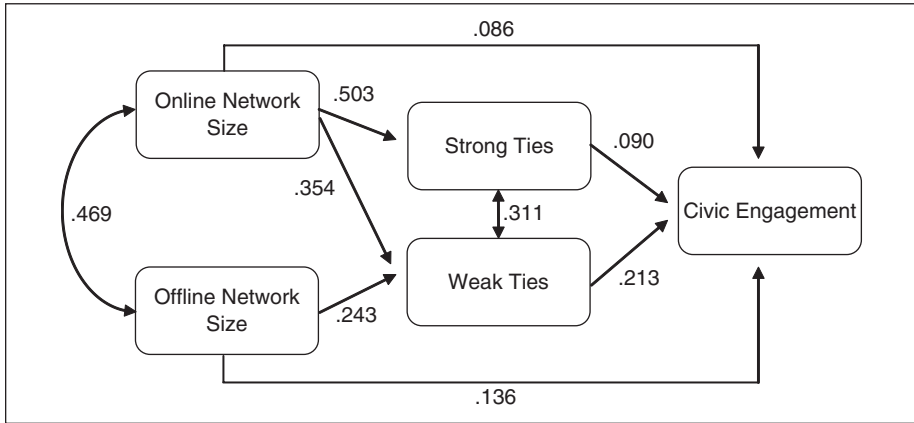 .086
Online Network
Size
.503
Strong Ties
.090
.354
.469
.311
Civic Engagement
Offline Network
Size
.243
Weak Ties
.213
.136